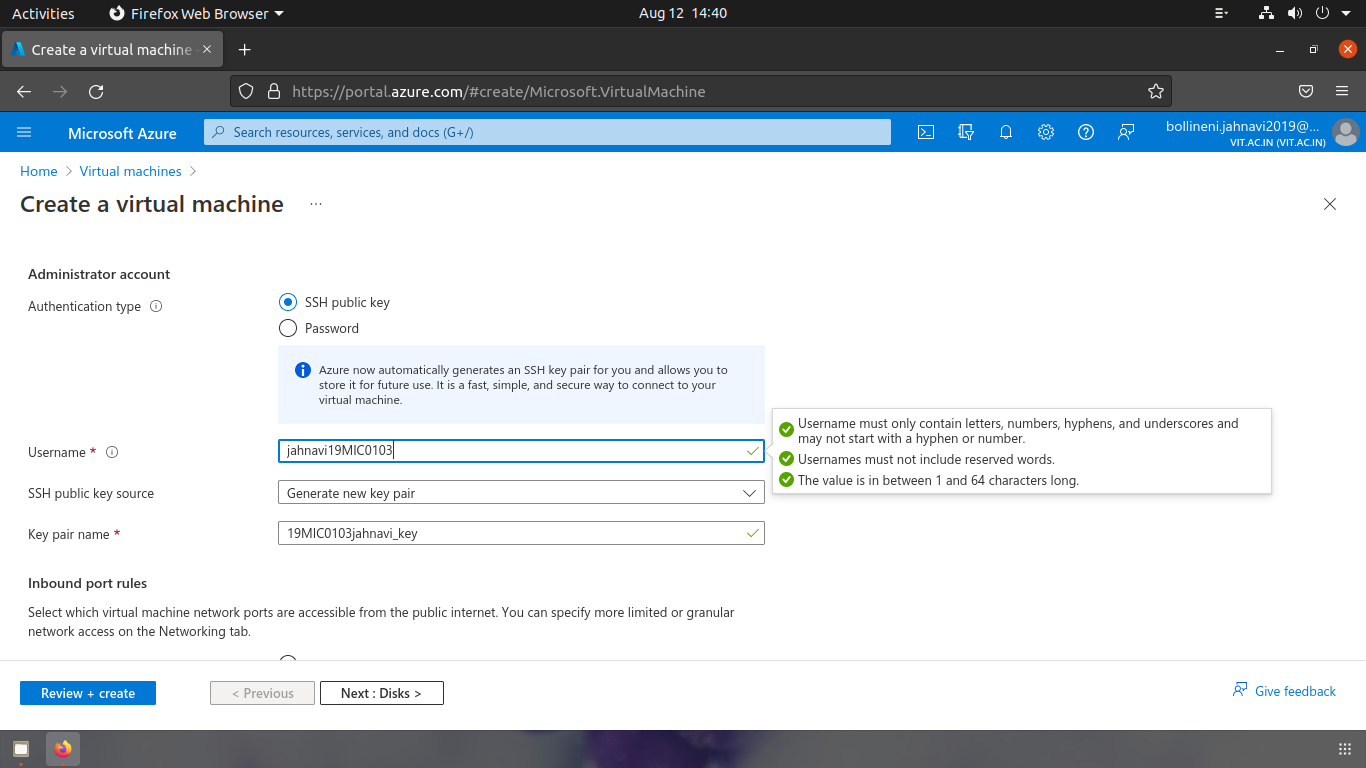 Activities
Firefox Web Browser
Aug 12 14:40
Create a virtual machine
https://portal.azure.com/#create/Microsoft.VirtualMachine
Microsoft Azure
Search resources, services, and docs (G+/)
bollineni.jahnavi2019@...
VIT.AC.IN (VIT.AC.IN)
Home > Virtual machines >
Create a virtual machine ...
Administrator account
Authentication type
SSH public key
Password
Azure now automatically generates an SSH key pair for you and allows you to
store it for future use. It is a fast, simple, and secure way to connect to your
virtual machine.
Username *
jahnavi19MIC0103
Username must only contain letters, numbers, hyphens, and underscores and
may not start with a hyphen or number.
Usernames must not include reserved words.
The value is in between 1 and 64 characters long.
SSH public key source
Generate new key pair
Key pair name *
19MIC0103jahnavi_key
Inbound port rules
Select which virtual machine network ports are accessible from the public internet. You can specify more limited or granular
network access on the Networking tab.
Review + create
< Previous
Next : Disks >
Give feedback